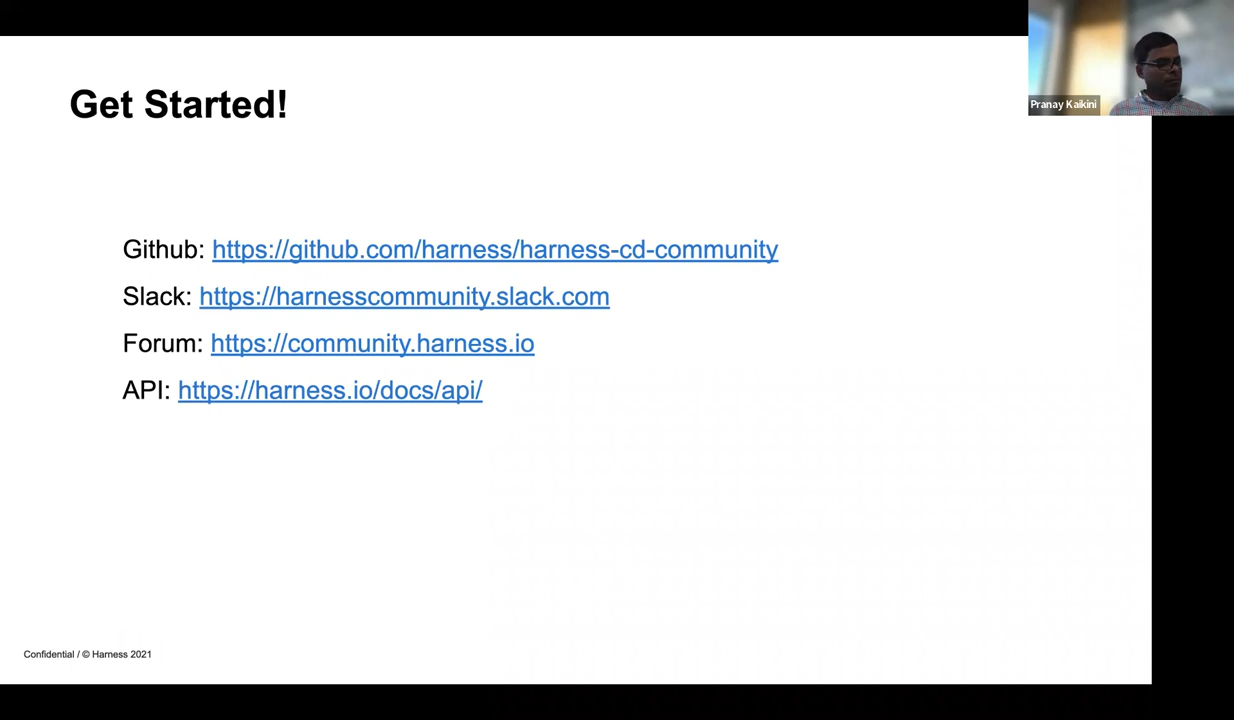 Pranay Kaikini
Get Started!
Github: https://github.com/harness/harness-cd-community
Slack: https://harnesscommunity.slack.com
Forum: https://community.harness.io
API: https://harness.io/docs/api/
Confidential / © Harness 2021